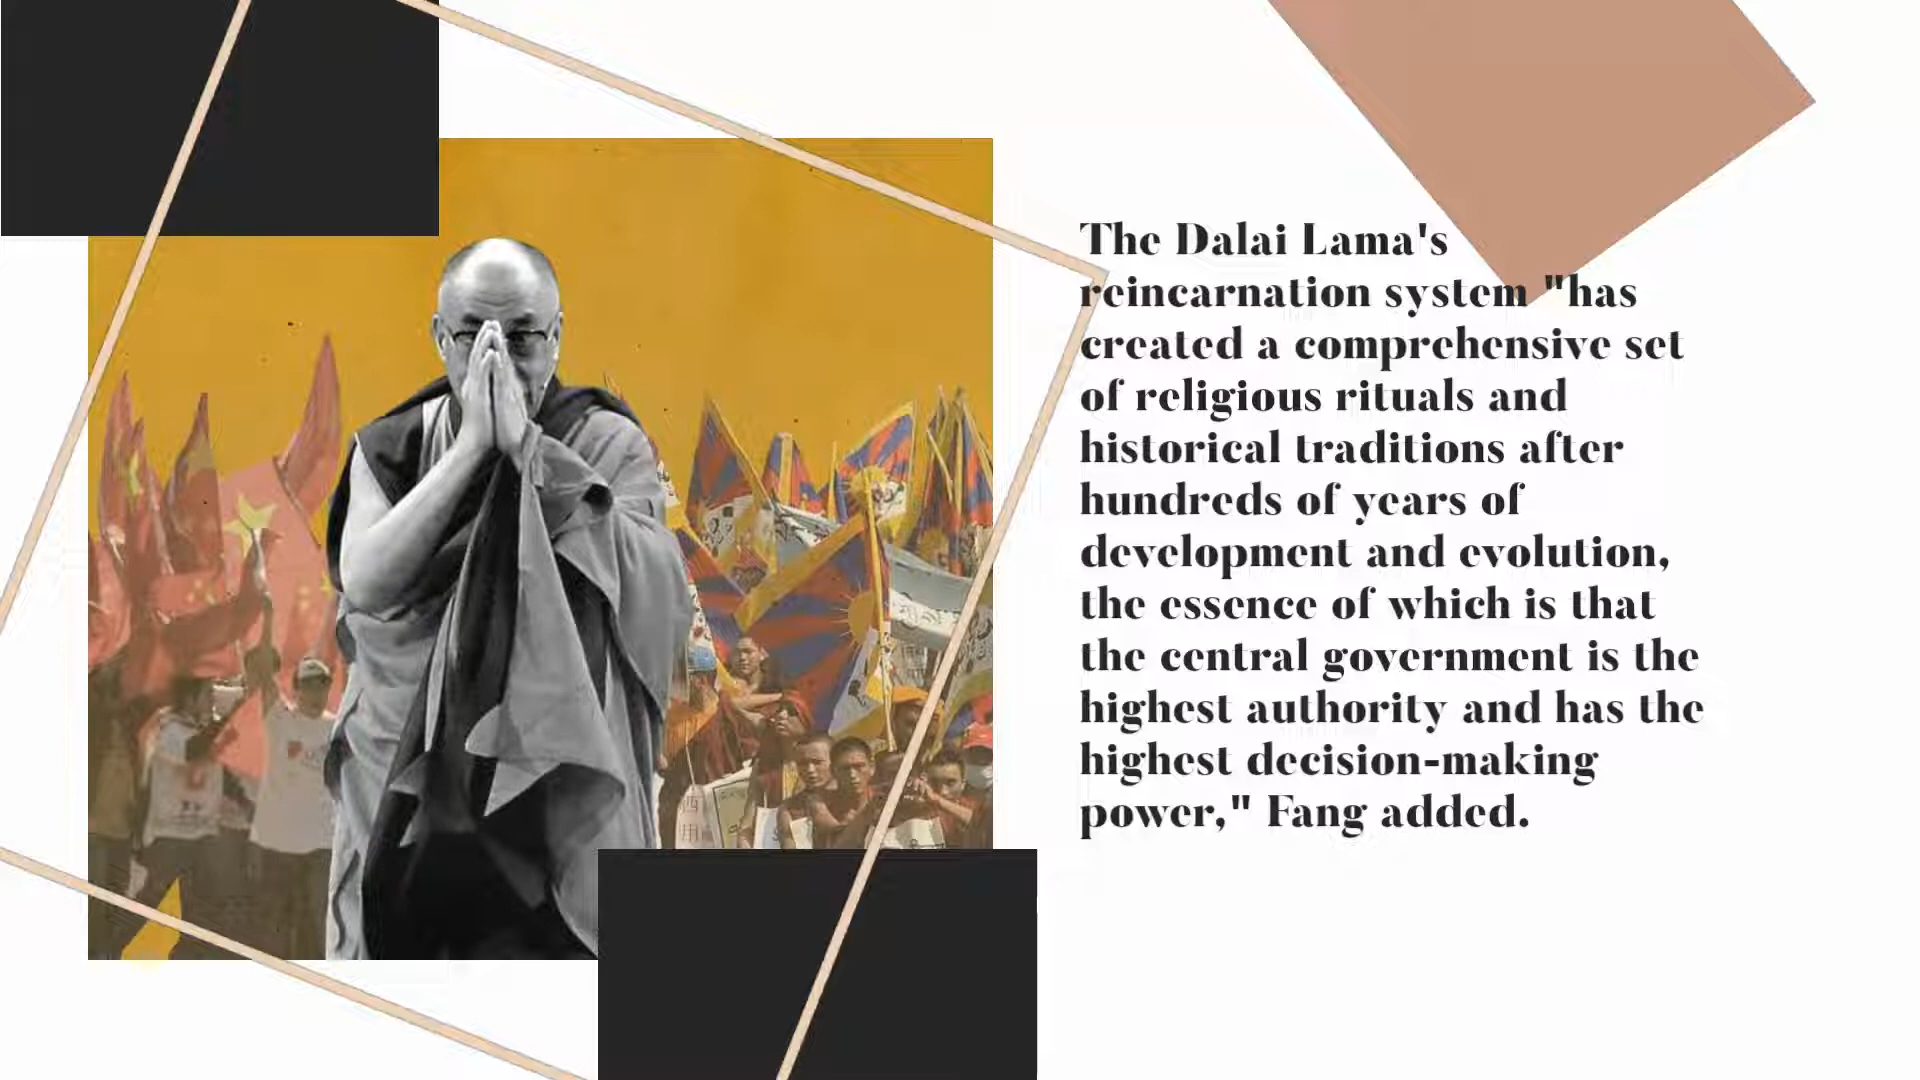 The Dalai Lama's
reincarnation system "has
created a comprehensive set
of religious rituals and
historical traditions after
hundreds of years of
development and evolution,
the essence of which is that
the central government is the
highest authority and has the
highest decision-making
power," Fang added.